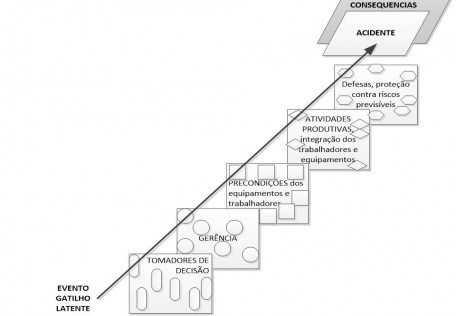 CONSEQUENCIAS
ACIDENTE
Defesas, proteção
contra riscos
previsíveis
ATIVIDADES
PRODUTIVAS
integração dos
trabalhadores e
equipamentos
PRECONDIÇÕES dos
equipamentos e
trabalhadores
GERÊNCIA
TOMADORES DE
DECISÃO
EVENTO
GATILHO
LATENTE